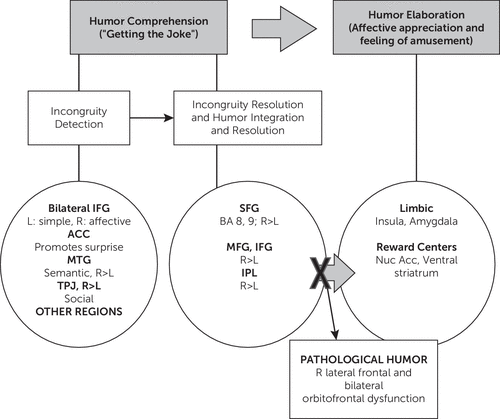 Humor Comprehension
("Getting the Joke")
Humor Elaboration
(Affective appreciation and
feeling of amusement)
Incongruity
Detection
Incongruity Resolution
and Humor Integration
and Resolution
Bilateral IFG
L: simple, R: affective
ACC
Promotes surprise
MTG
Semantic, R>L
TPJ, R>L
Social
OTHER REGIONS
SFG
BA 8, 9; R>L
MFG, IFG
R>L
IPL
R>L
X
Limbic
Insula, Amygdala
Reward Centers
Nuc Acc, Ventral
striatum
PATHOLOGICAL HUMOR
R lateral frontal and
bilateral
orbitofrontal dysfunction